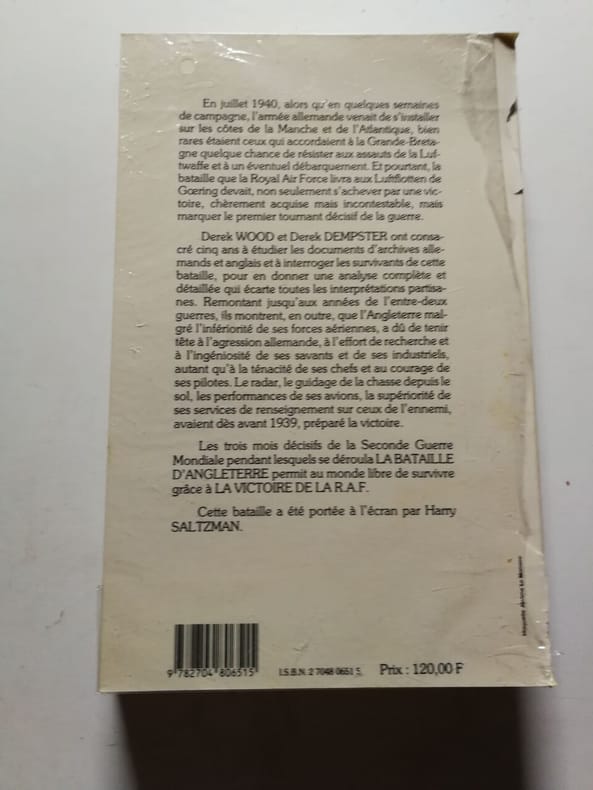 En juillet 1940, alors qu'en quelques semaines
de campagne, l'armée allemande venait de s'installer
sur les côtes de la Manche et de l'Atlantique, bien
rares étaient ceux qui accordaient à la Grande-Breta-
gne quelque chance de résister aux assauts de la Luf-
twaffe et à un éventuel débarquement. Et pourtant, la
bataille que la Royal Air Force livra aux Luftflotten de
Gœring devait, non seulement s'achever par une vic-
toire, chèrement acquise mais incontestable, mais
marquer le premier tournant décisif de la guerre.
Derek WOOD et Derek DEMPSTER ont consa-
cré cinq ans à étudier les documents d'archives alle-
mands et anglais et à interroger les survivants de cette
bataille, pour en donner une analyse complète et
détaillée qui écarte toutes les interprétations partisa-
nes. Remontant jusqu'aux années de l'entre-deux
guerres, ils montrent, en outre, que l'Angleterre mal-
gré l'infériorité de ses forces aériennes, a dû de tenir
tête à l'agression allemande, à l'effort de recherche et
à l'ingéniosité de ses savants et de ses industriels,
autant qu'à la ténacité de ses chefs et au courage de
ses pilotes. Le radar, le guidage de la chasse depuis le
sol, les performances de ses avions, la supériorité de
ses services de renseignement sur ceux de l'ennemi,
avaient dès avant 1939, préparé la victoire.
Les trois mois décisifs de la Seconde Guerre
Mondiale pendant lesquels se déroula LA BATAILLE
D'ANGLETERRE permit au monde libre de survivre
grâce à LA VICTOIRE DE LA R.A.F.
Cette bataille a été portée à l'écran par Harry
SALTZMAN.
9 782704 806515
I.S.B.N. 2 7048 0651 5
Prix : 120,00 F
Maquette